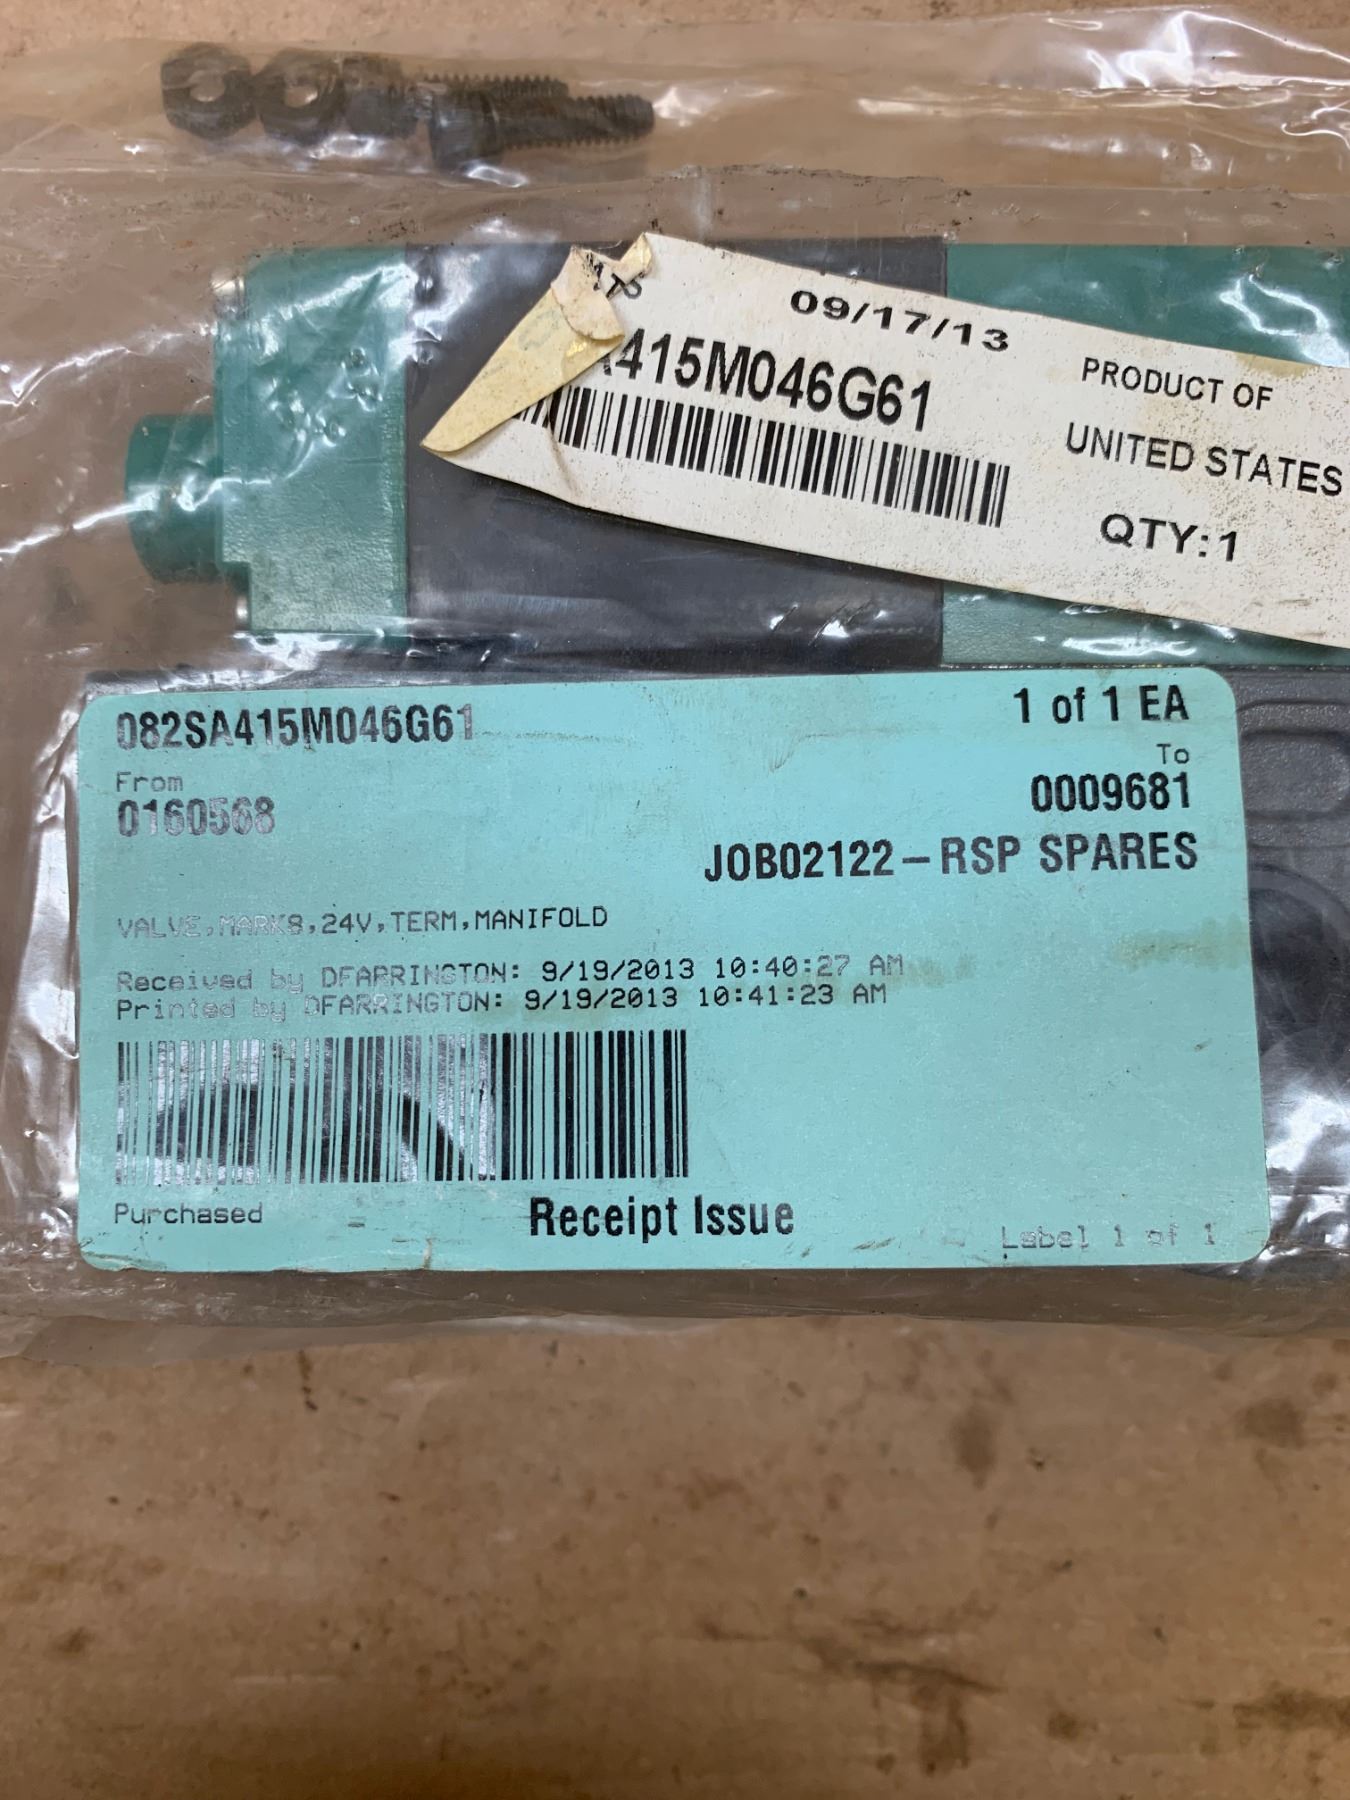 09/17/13
A415M046G61
PRODUCT OF
UNITED STATES
QTY:1
082SA415M046G61
1 of 1 EA
From
To
0160568
0009681
JOB02122-RSP SPARES
VALVE,MARK8,24V,TERM,MANIFOLD
Received by DFARRINGTON: 9/19/2013 10:40:27 AM
Printed by DFARRINGTON: 9/19/2013 10:41:23 AM
Purchased
Receipt Issue
Label 1 of 1